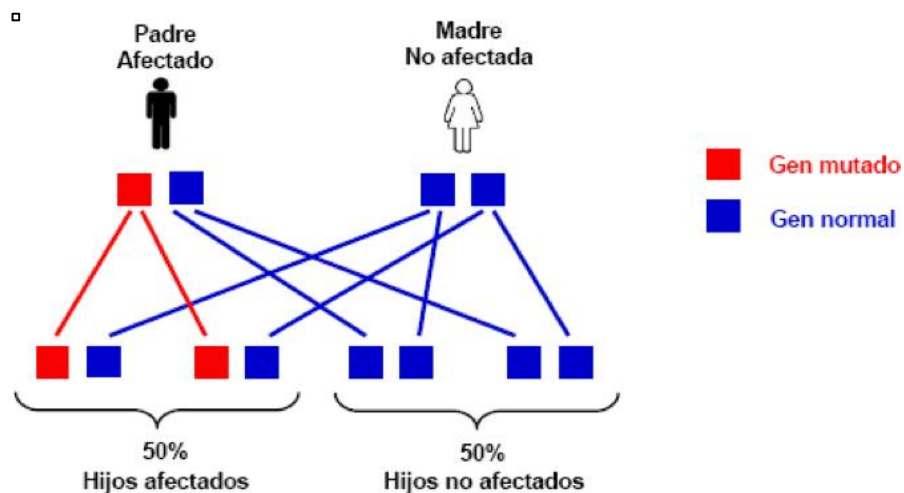 Padre
Afectado
Madre
No afectada
Gen mutado
Gen normal
50%
Hijos afectados
50%
Hijos no afectados